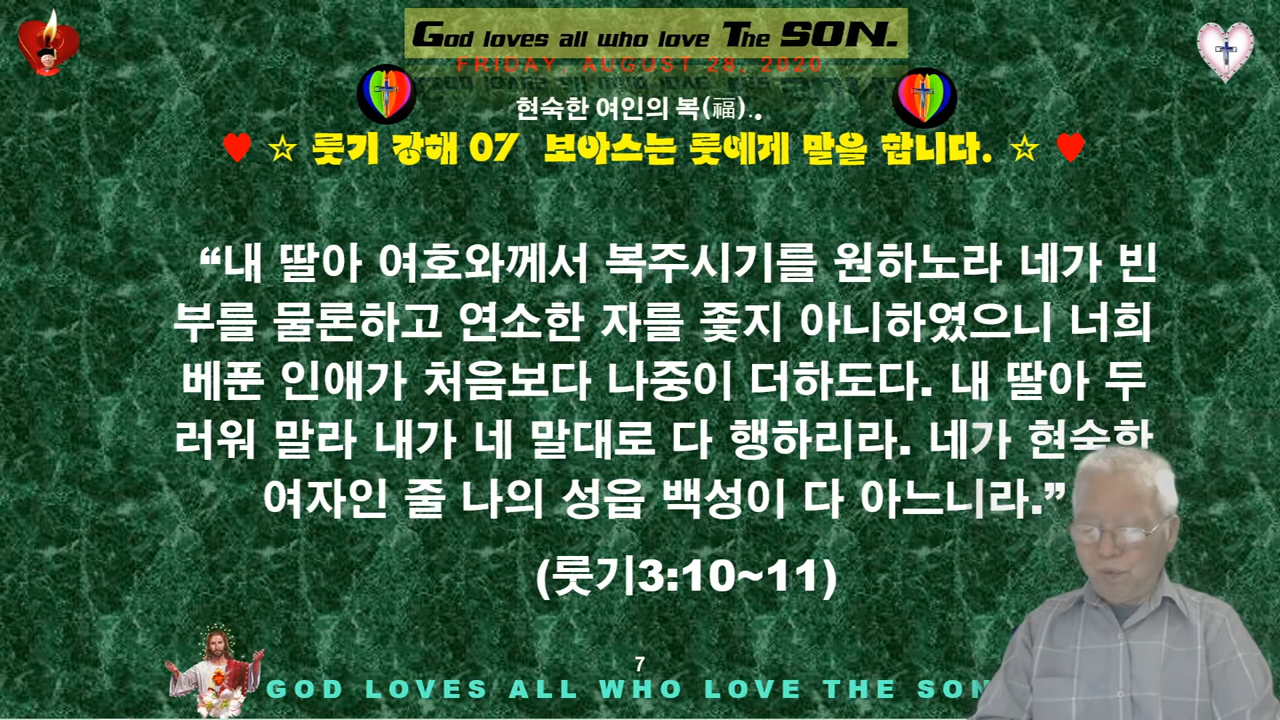 God loves all who love The SON.
FRIDAY, AUGUST 28, 2020
현숙한 여인의 복(福)..
♥ ☆ 룻기 강해 07 보아스는 룻에게 말을 합니다. ☆ ♥
“내 딸아 여호와께서 복주시기를 원하노라 네가 빈
부를 물론하고 연소한 자를 좇지 아니하였으니 너희
베푼 인애가 처음보다 나중이 더하도다. 내 딸아 두
러워 말라 내가 네 말대로 다 행하리라. 네가 현숙한
여자인 줄 나의 성읍 백성이 다 아느니라.”
(룻기3:10~11)
7
GOD LOVES ALL WHO LOVE THE SON